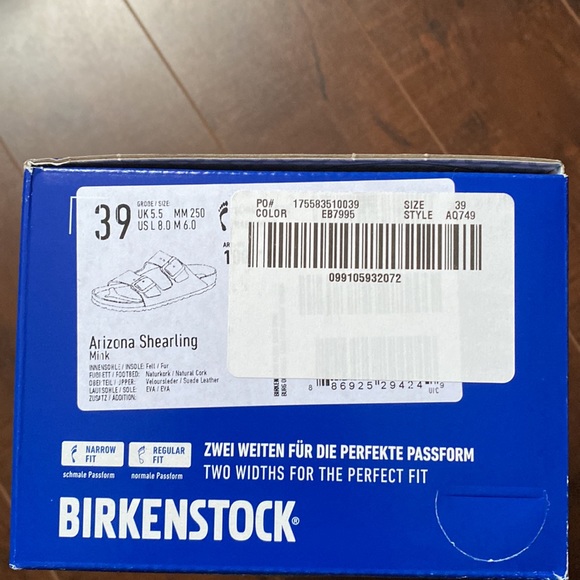 39
GRÖßE / SIZE
UK 5.5 MM 250
US L 8.0 M 6.0
PO# 175583510039 SIZE 39
COLOR EB7995 STYLE AQ749
099105932072
Arizona Shearling
Mink
INNENSOHLE / INSOLE: Fell / Fur
FUßBETT / FOOTBED: Naturkork / Natural Cork
OBERTEIL / UPPER: Veloursleder / Suede Leather
LAUFSOHLE / SOLE: EVA / EVA
ZUSATZ / ADDITION:
NARROW FIT
schmale Passform
REGULAR FIT
normale Passform
ZWEI WEITEN FÜR DIE PERFEKTE PASSFORM
TWO WIDTHS FOR THE PERFECT FIT
BIRKENSTOCK®